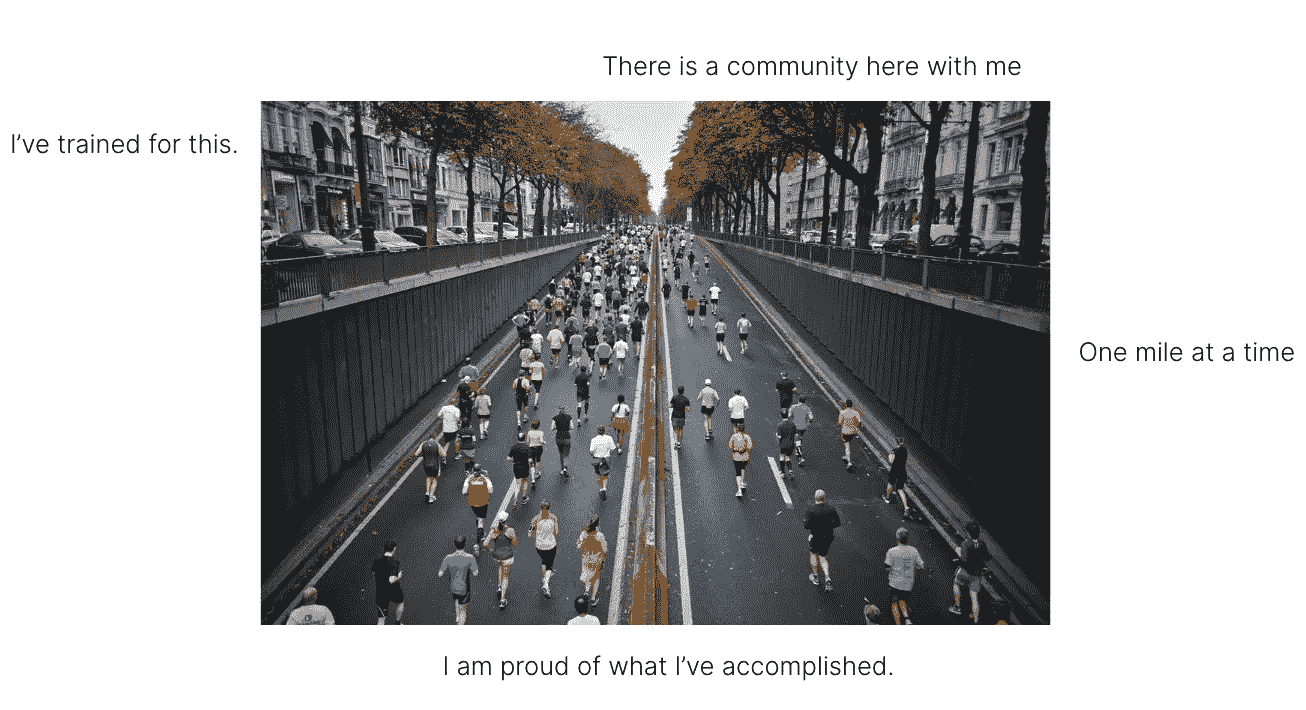 There is a community here with me
I’ve trained for this.
One mile at a time
I am proud of what I’ve accomplished.